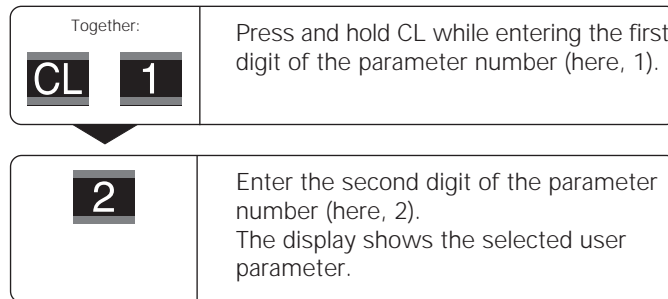 Together:
CL 1
Press and hold CL while entering the first
digit of the parameter number (here, 1).
2
Enter the second digit of the parameter
number (here, 2).
The display shows the selected user
parameter.